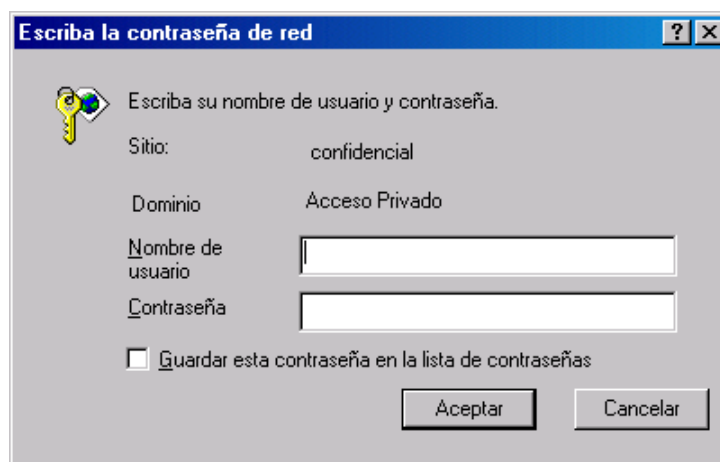 Escriba la contraseña de red
Escriba su nombre de usuario y contraseña.
Sitio: confidencial
Dominio Acceso Privado
Nombre de
usuario
Contraseña
Guardar esta contraseña en la lista de contraseñas
Aceptar Cancelar